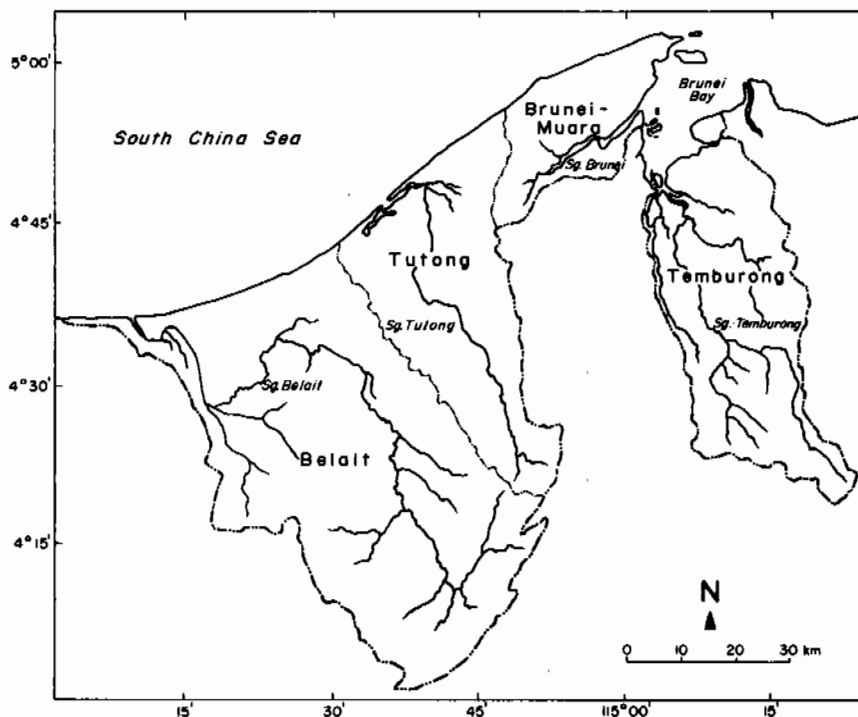 5°00'
4°45'
4°30'
4°15'
South China Sea
Brunei
Bay
Brunei-
Muara
Sg. Brunei
Tutong
Sg. Tutong
Temburong
Sg. Temburong
Sg. Belait
Belait
N
0 10 20 30 km
15' 30' 45' 115°00' 15'